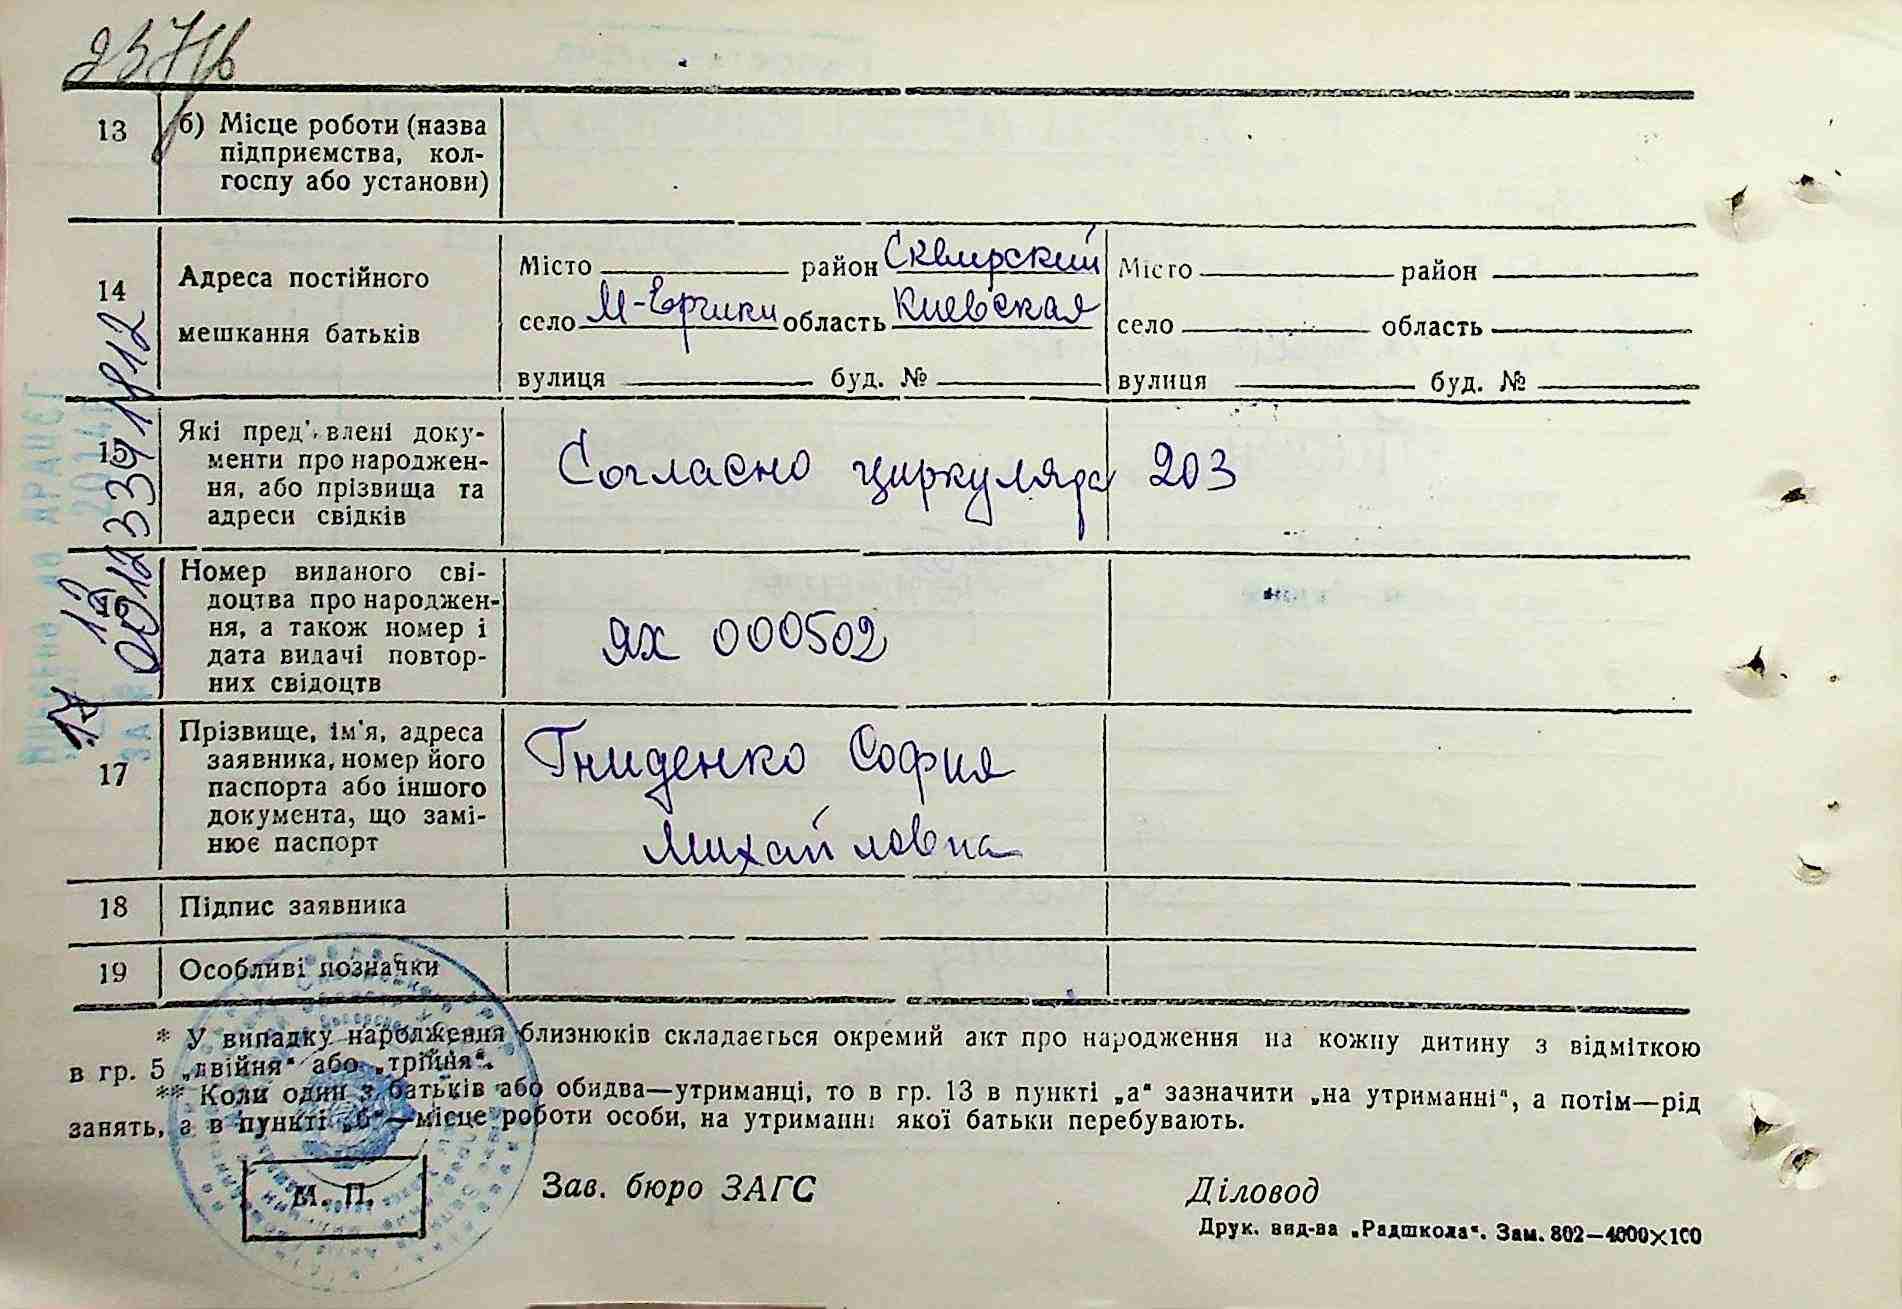 13
б) Місце роботи (назва
підприємства, кол-
госпу або установи)
14
Адреса постійного
мешкання батьків
Місто район Сквирский
село М-Ерчики область Киевская
вулиця буд. №
Місто район
село область
вулиця буд. №
15
Які пред'влені доку-
менти про народжен-
ня, або прізвища та
адреси свідків
Согласно циркуляра 203
16
Номер виданого сві-
доцтва про народжен-
ня, а також номер і
дата видачі повтор-
них свідоцтв
ЯХ 000502
17
Прізвище, ім'я, адреса
заявника, номер його
паспорта або іншого
документа, що замі-
нює паспорт
Гниденко София
Михайловна
18
Підпис заявника
19
Особливі позначки
* У випадку народження близнюків складається окремий акт про народження на кожну дитину з відміткою
в гр. 5 „двійня“ або „трійня“.
** Коли один з батьків або обидва—утриманці, то в гр. 13 в пункті „а“ зазначити „на утриманні“, а потім—рід
занять, а в пункті „б“—місце роботи особи, на утриманні якої батьки перебувають.
М. П.
Зав. бюро ЗАГС
Діловод
Друк. вид-ва „Радшкола“. Зам. 802—4000×100